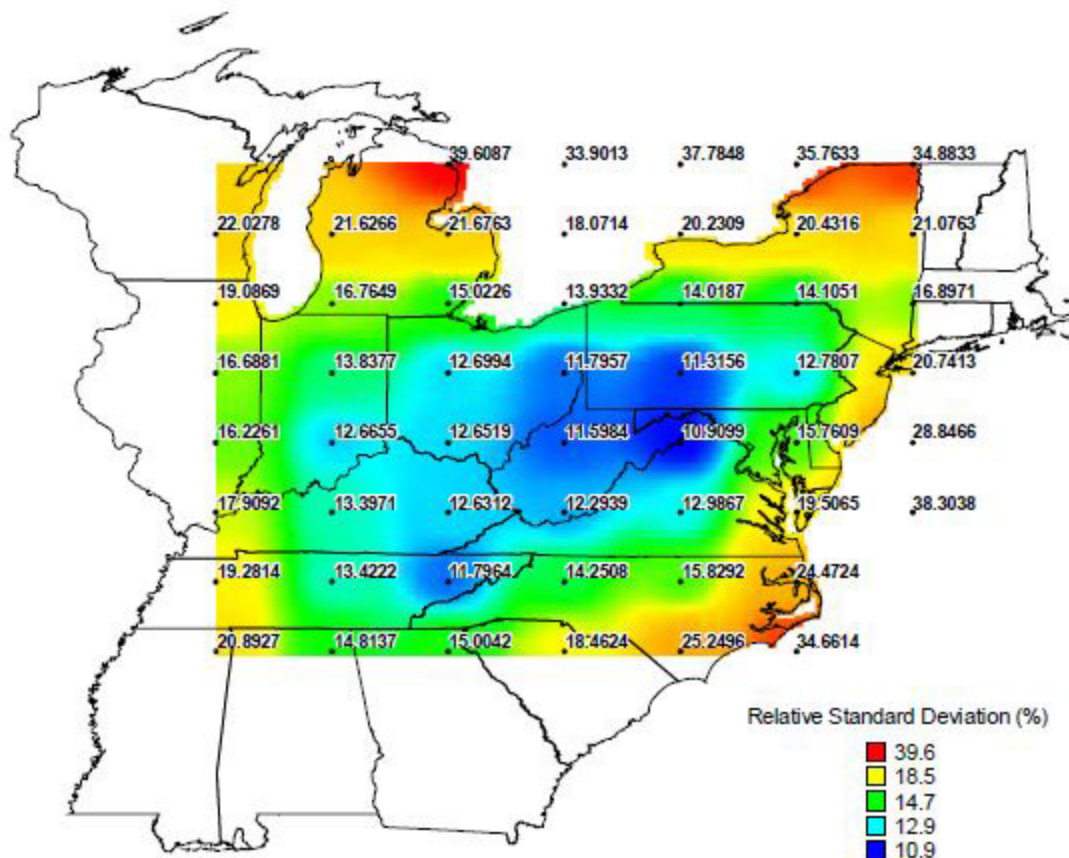 39.6087 33.9013 37.7848 35.7633 34.8833
22.0278 21.6266 21.6763 18.0714 20.2309 20.4316 21.0763
19.0869 16.7649 15.0226 13.9332 14.0187 14.1051 16.8971
16.6881 13.8377 12.6994 11.7957 11.3156 12.7807 20.7413
16.2261 12.6655 12.6519 11.5984 10.9099 15.7609 28.8466
17.9092 13.3971 12.6312 12.2939 12.9867 19.5065 38.3038
19.2814 13.4222 11.7964 14.2508 15.8292 24.4724
20.8927 14.8137 15.0042 18.4624 25.2496 34.6614
Relative Standard Deviation (%)
39.6
18.5
14.7
12.9
10.9